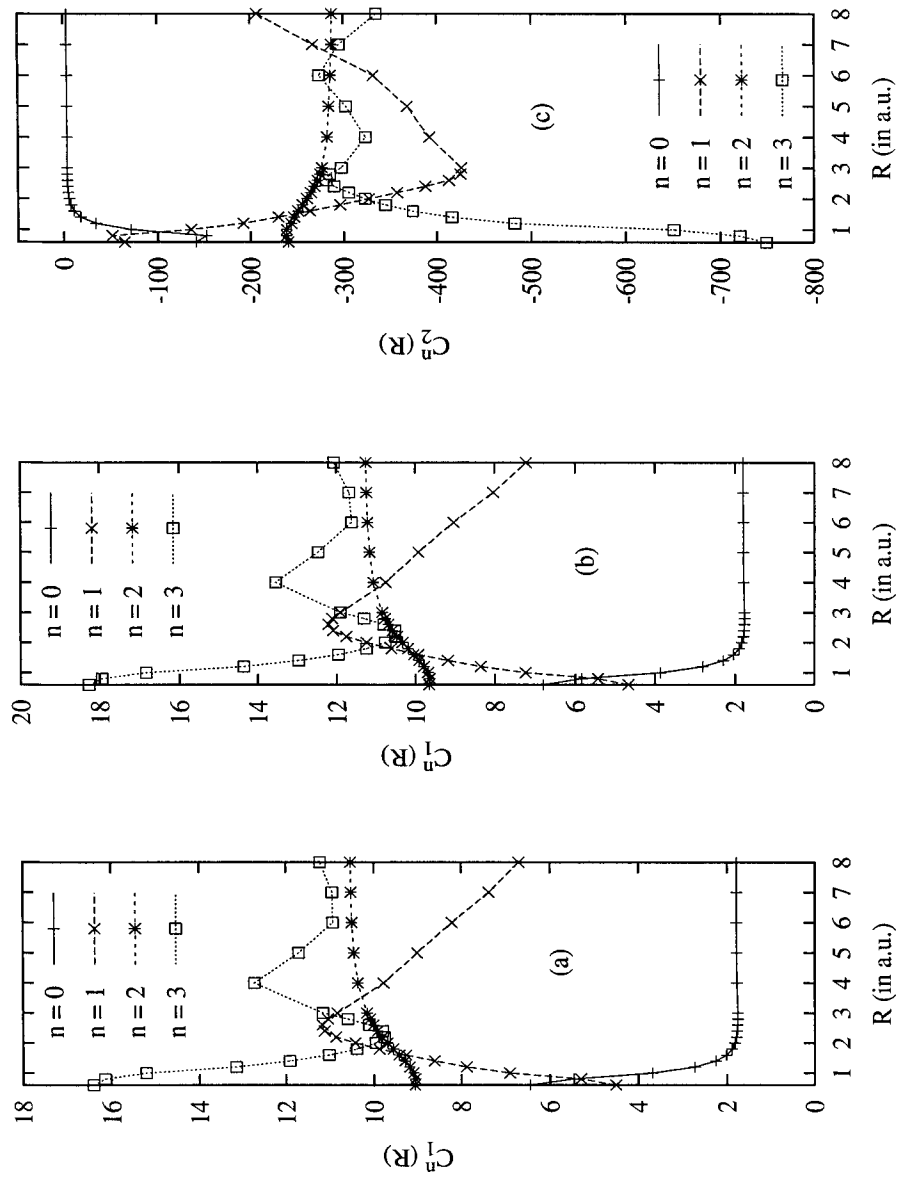 18
16
14
12
10
8
6
4
2
0
C₁ⁿ (R)
n = 0
n = 1
n = 2
n = 3
(a)
1 2 3 4 5 6 7 8
R (in a.u.)
20
18
16
14
12
10
8
6
4
2
0
C₁ⁿ (R)
n = 0
n = 1
n = 2
n = 3
(b)
1 2 3 4 5 6 7 8
R (in a.u.)
0
-100
-200
-300
-400
-500
-600
-700
-800
C₂ⁿ (R)
(c)
n = 0
n = 1
n = 2
n = 3
1 2 3 4 5 6 7 8
R (in a.u.)